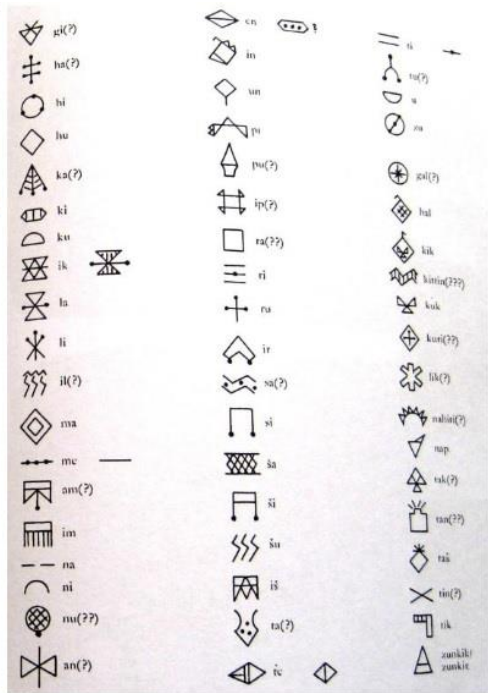 gi(?)
ha(?)
hi
hu
ka(?)
ki
ku
ik
la
li
il(?)
ma
me
am(?)
im
na
ni
nu(??)
an(?)
en ?
in
un
pi
pu(?)
ip(?)
ra(??)
ri
ru
ir
sa(?)
si
ša
ši
šu
iš
ta(?)
te
ti
tu(?)
u
gal(?)
hal
kik
kittin(???)
kuk
kuri(??)
lik(?)
nahiti(?)
nap
tak(?)
tan(??)
taš
tin(?)
tik
zunkik/
zunkir